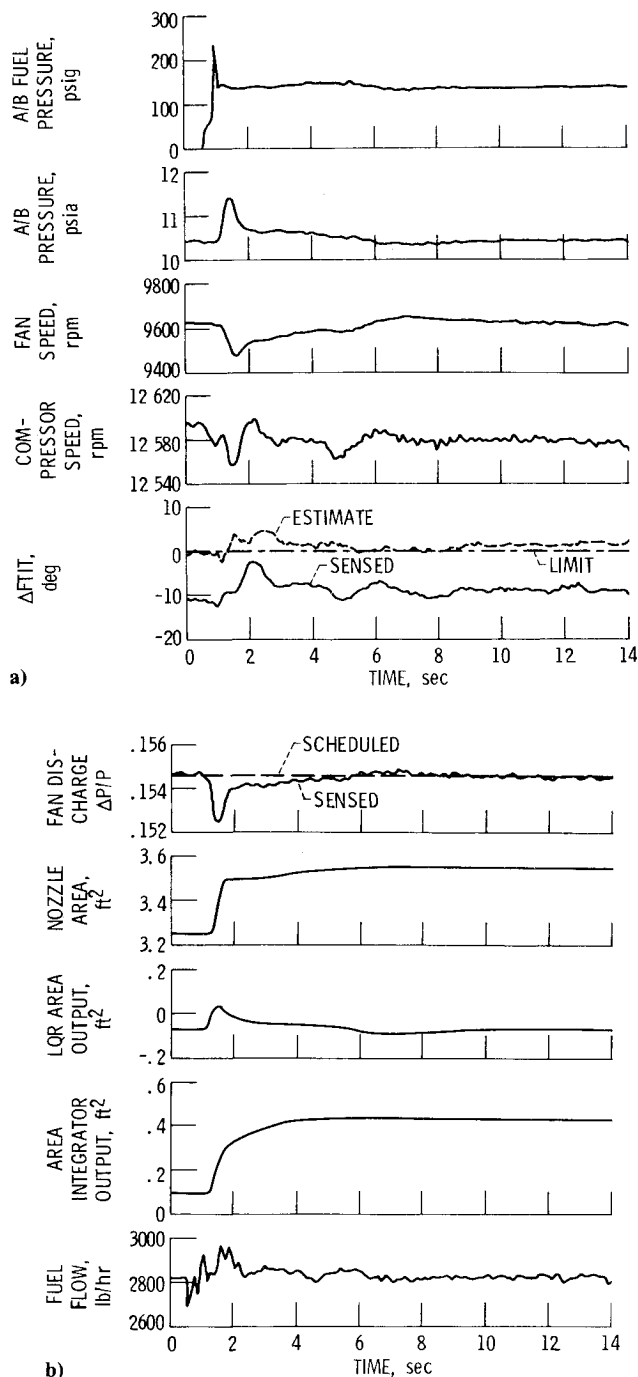 A/B FUEL
PRESSURE,
psig
300
200
100
0
A/B
PRESSURE,
psia
12
11
10
FAN
SPEED,
rpm
9800
9600
9400
COM-
PRESSOR
SPEED,
rpm
12 620
12 580
12 540
ΔFTIT,
deg
10
0
-10
-20
ESTIMATE
SENSED
LIMIT
0 2 4 6 8 10 12 14
TIME, sec
a)
FAN DIS-
CHARGE
ΔP/P
.156
.154
.152
SCHEDULED
SENSED
NOZZLE
AREA,
ft2
3.6
3.4
3.2
LQR AREA
OUTPUT,
ft2
.2
0
-.2
AREA
INTEGRATOR
OUTPUT, ft2
.6
.4
.2
0
FUEL
FLOW,
lb/hr
3000
2800
2600
0 2 4 6 8 10 12 14
TIME, sec
b)